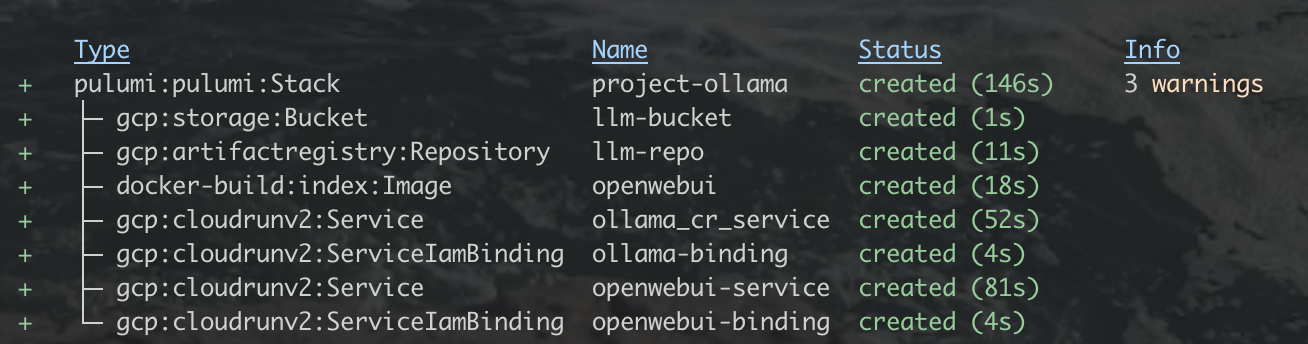 Type Name Status Info
+ pulumi:pulumi:Stack project-ollama created (146s) 3 warnings
+ ├─ gcp:storage:Bucket llm-bucket created (1s)
+ ├─ gcp:artifactregistry:Repository llm-repo created (11s)
+ ├─ docker-build:index:Image openwebui created (18s)
+ ├─ gcp:cloudrunv2:Service ollama_cr_service created (52s)
+ ├─ gcp:cloudrunv2:ServiceIamBinding ollama-binding created (4s)
+ ├─ gcp:cloudrunv2:Service openwebui-service created (81s)
+ └─ gcp:cloudrunv2:ServiceIamBinding openwebui-binding created (4s)